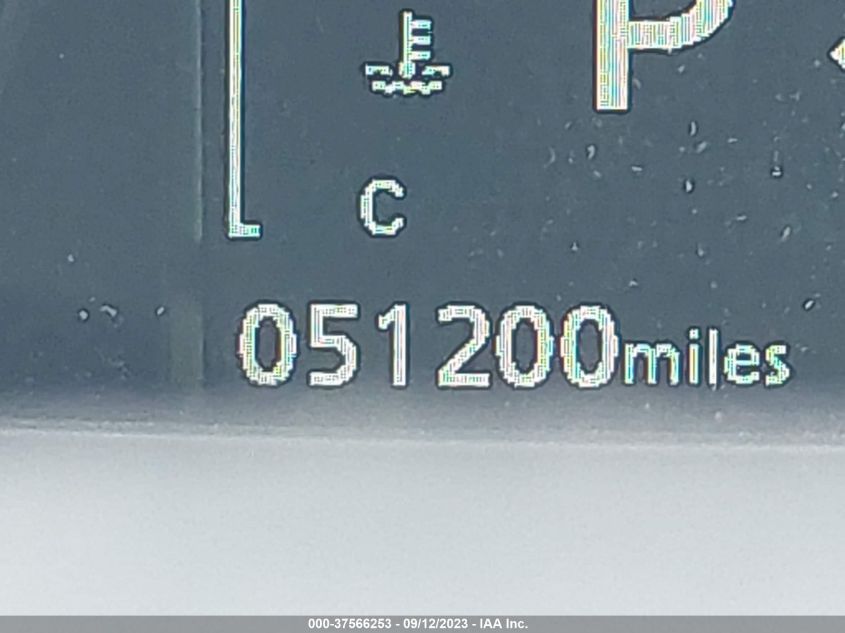 P
C
051200miles
000-37566253 - 09/12/2023 - IAA Inc.